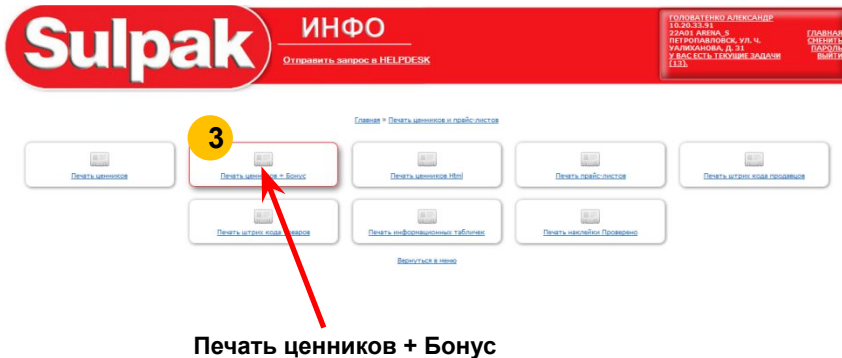 Sulpak
ИНФО
Отправить запрос в HELPDESK
ГОЛОВАТЕНКО АЛЕКСАНДР
10.20.33.91
22A01 ARENA_S
ПЕТРОПАВЛОВСК, УЛ. Ч.
УАЛИХАНОВА, Д. 31
У ВАС ЕСТЬ ТЕКУЩИЕ ЗАДАЧИ
(13).
ГЛАВНАЯ
СМЕНИТЬ
ПАРОЛЬ
ВЫЙТИ
Главная » Печать ценников и прайс-листов
3
Печать ценников
Печать ценников + Бонус
Печать ценников Html
Печать прайс-листов
Печать штрих кода продавцов
Печать штрих кода товаров
Печать информационных табличек
Печать наклейки Проверено
Вернуться в меню
Печать ценников + Бонус